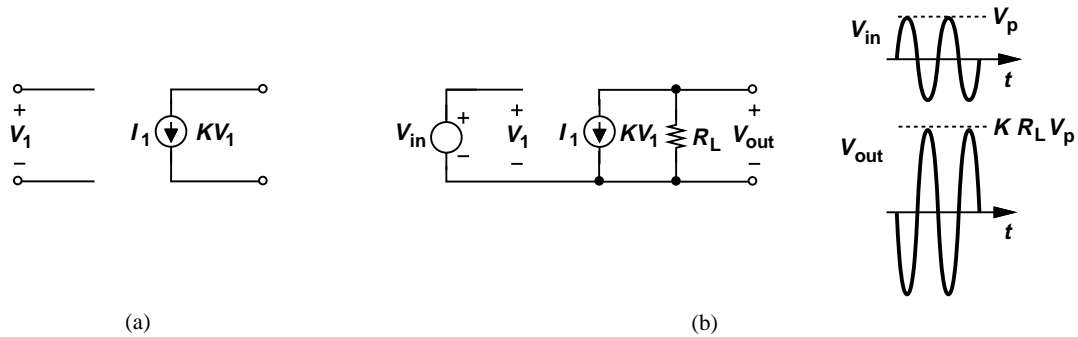 +
V1
−
I1
KV1
(a)
Vin
+
−
+
V1
−
I1
KV1
RL
+
Vout
−
(b)
Vin
Vp
t
Vout
K RL Vp
t